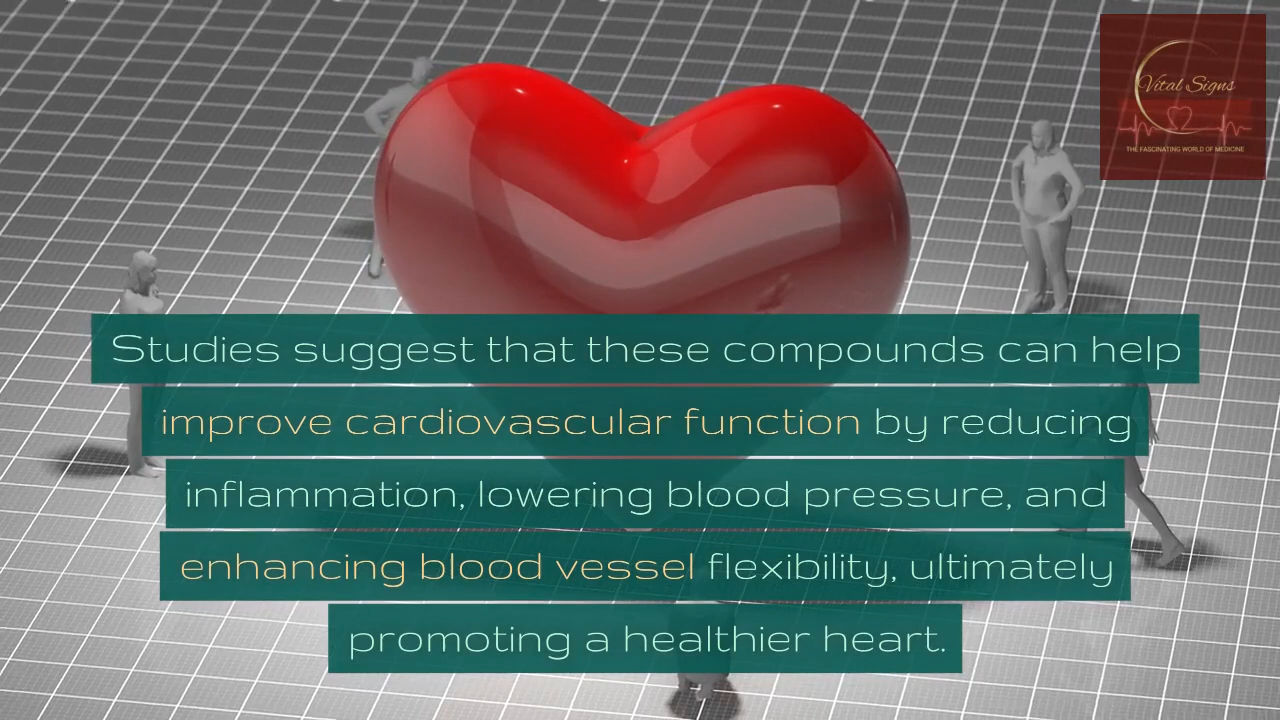 Vital Signs
THE FASCINATING WORLD OF MEDICINE
Studies suggest that these compounds can help
improve cardiovascular function by reducing
inflammation, lowering blood pressure, and
enhancing blood vessel flexibility, ultimately
promoting a healthier heart.